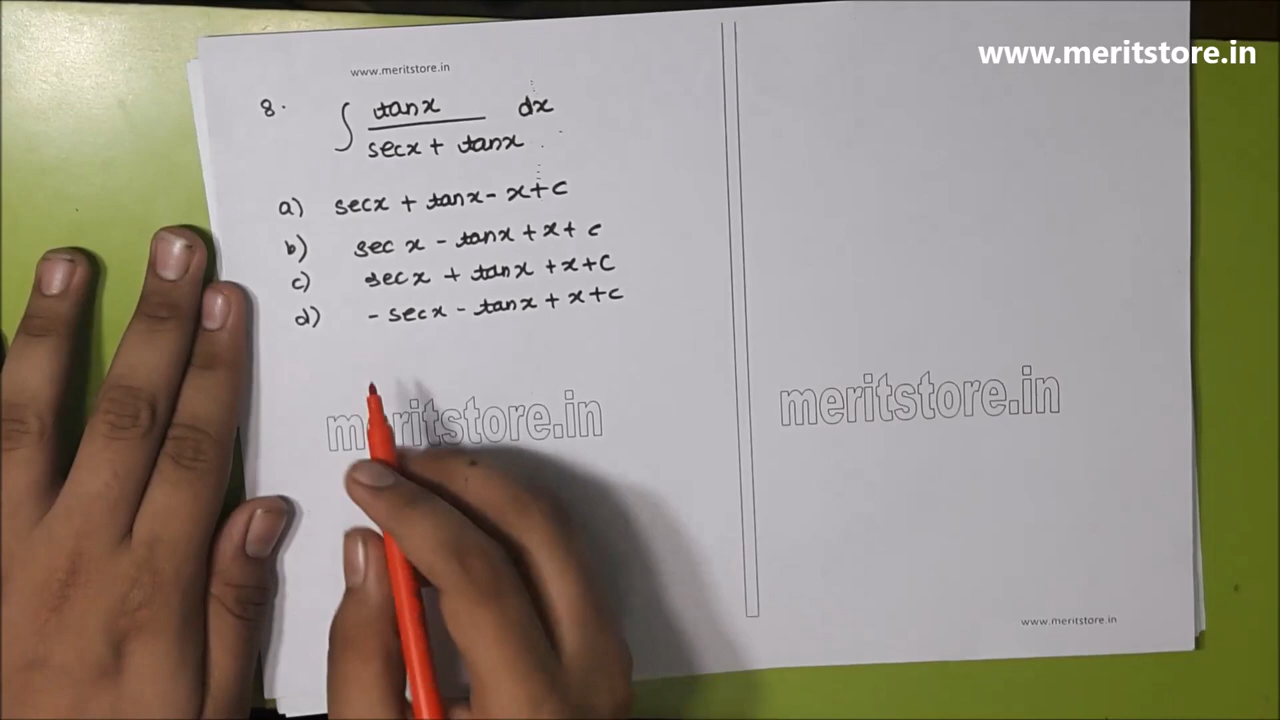 www.meritstore.in
www.meritstore.in
8. ∫ tanx / secx + tanx dx
a) secx + tanx - x + c
b) sec x - tanx + x + c
c) secx + tanx + x + C
d) - secx - tanx + x + c
meritstore.in
meritstore.in
www.meritstore.in